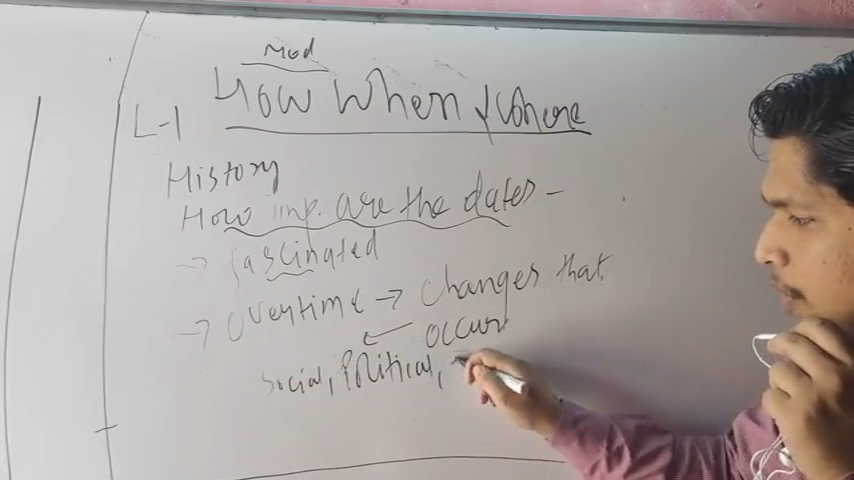 Mod
L-1 How When & Where
History
How imp. are the dates -
→ fascinated
→ Overtime → Changes that
occur
Social, Political,